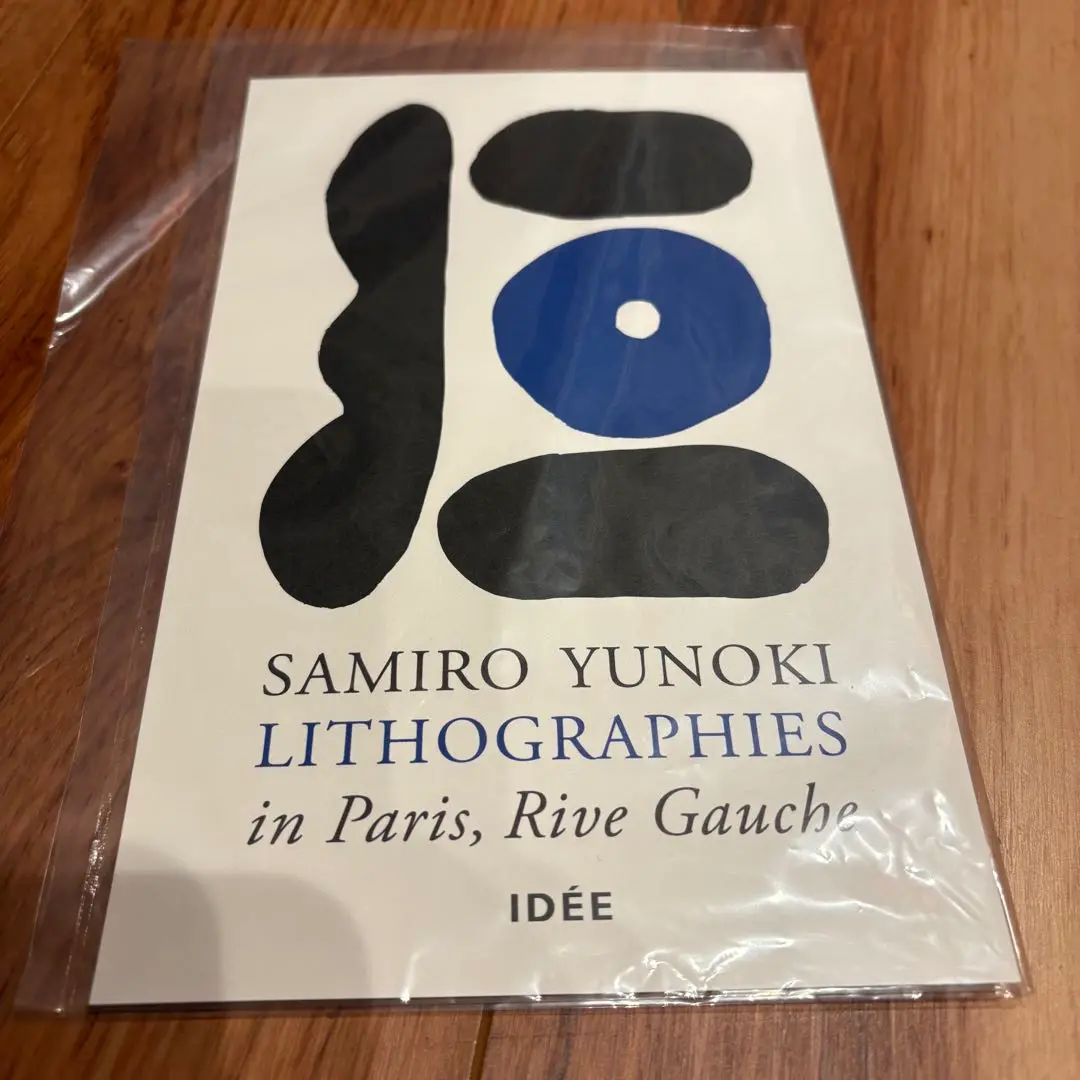 SAMIRO YUNOKI
LITHOGRAPHIES
in Paris, Rive Gauche
IDÉE